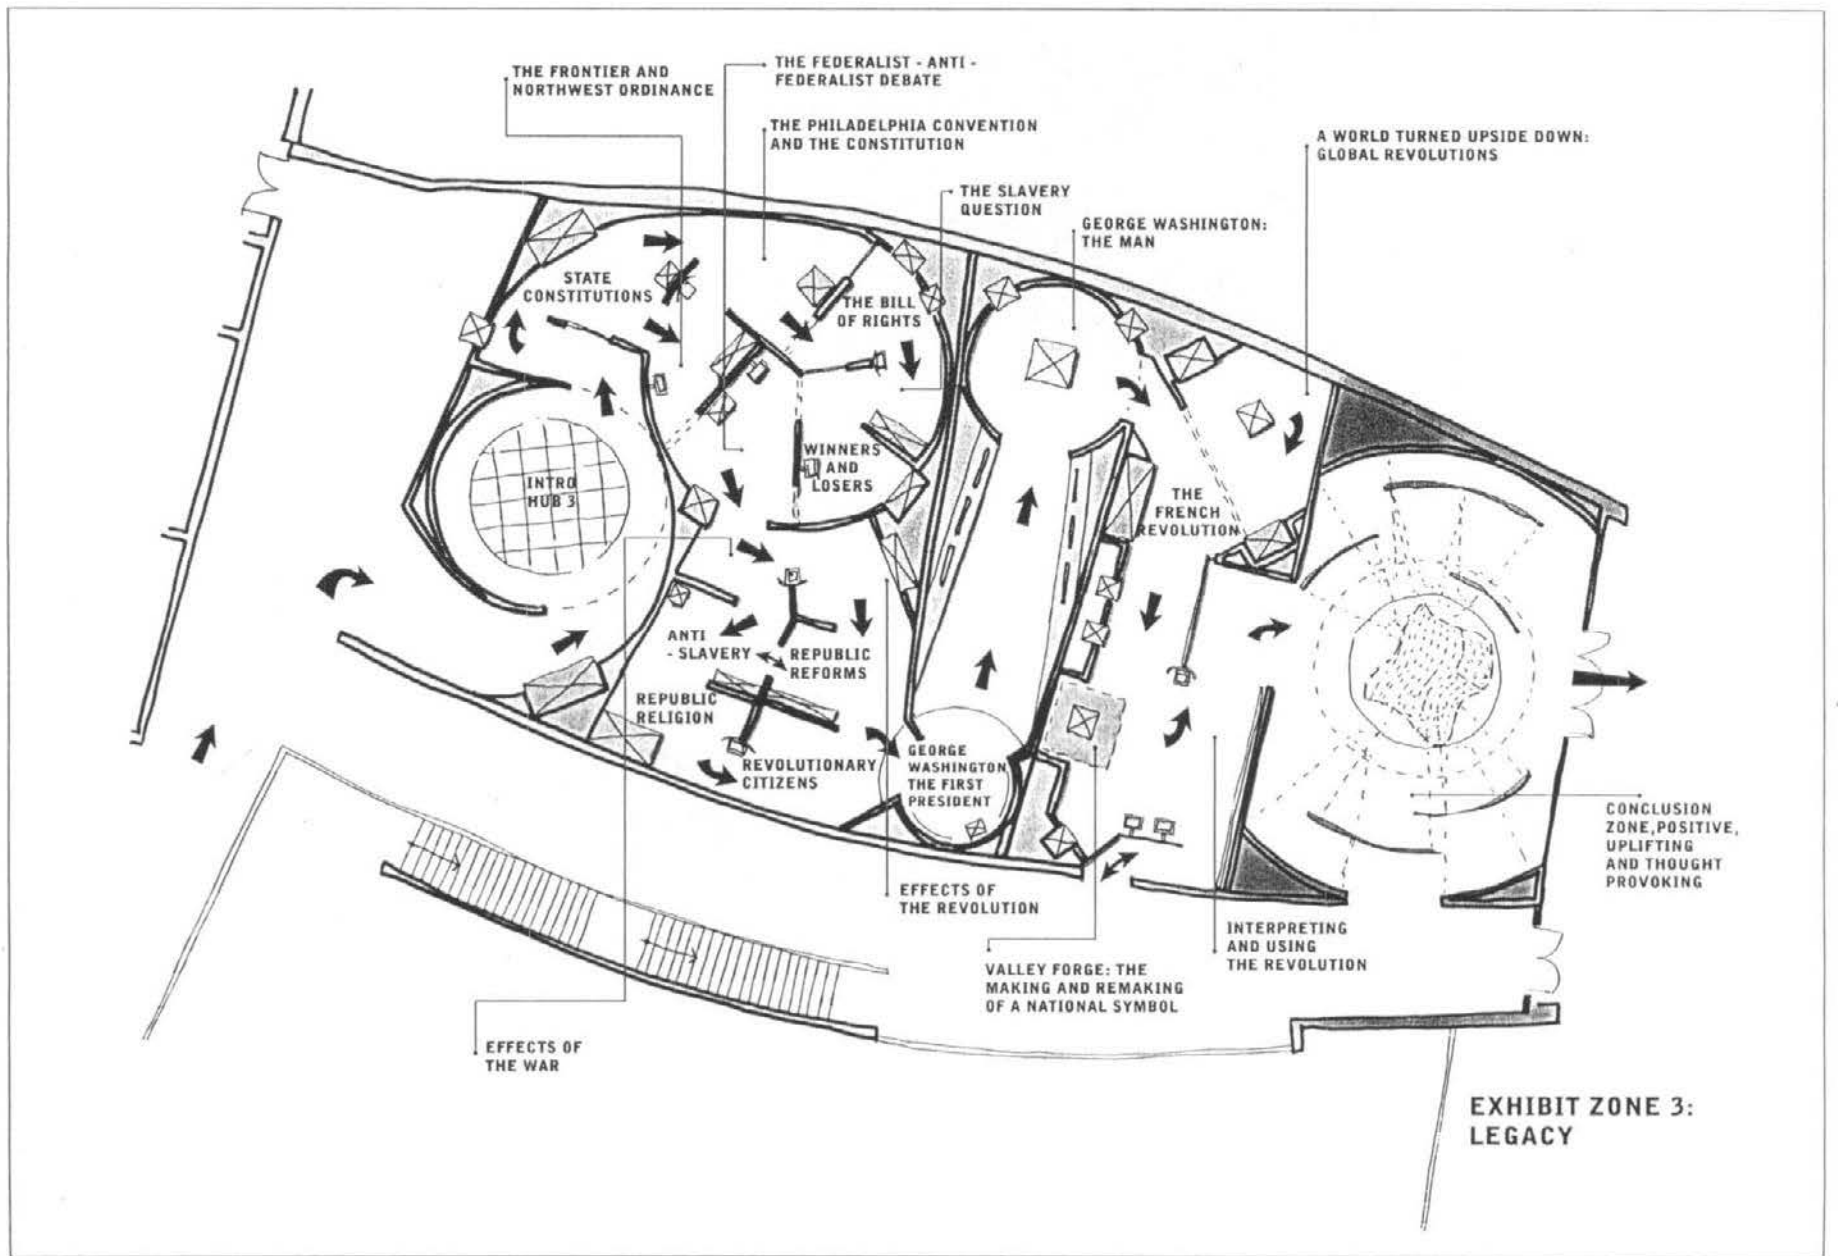 THE FRONTIER AND
NORTHWEST ORDINANCE
THE FEDERALIST - ANTI -
FEDERALIST DEBATE
THE PHILADELPHIA CONVENTION
AND THE CONSTITUTION
A WORLD TURNED UPSIDE DOWN:
GLOBAL REVOLUTIONS
THE SLAVERY
QUESTION
GEORGE WASHINGTON:
THE MAN
STATE
CONSTITUTIONS
THE BILL
OF RIGHTS
WINNERS
AND
LOSERS
INTRO
HUB 3
THE
FRENCH
REVOLUTION
ANTI
- SLAVERY
REPUBLIC
REFORMS
REPUBLIC
RELIGION
REVOLUTIONARY
CITIZENS
GEORGE
WASHINGTON
THE FIRST
PRESIDENT
CONCLUSION
ZONE, POSITIVE,
UPLIFTING
AND THOUGHT
PROVOKING
EFFECTS OF
THE REVOLUTION
INTERPRETING
AND USING
THE REVOLUTION
VALLEY FORGE: THE
MAKING AND REMAKING
OF A NATIONAL SYMBOL
EFFECTS OF
THE WAR
EXHIBIT ZONE 3:
LEGACY